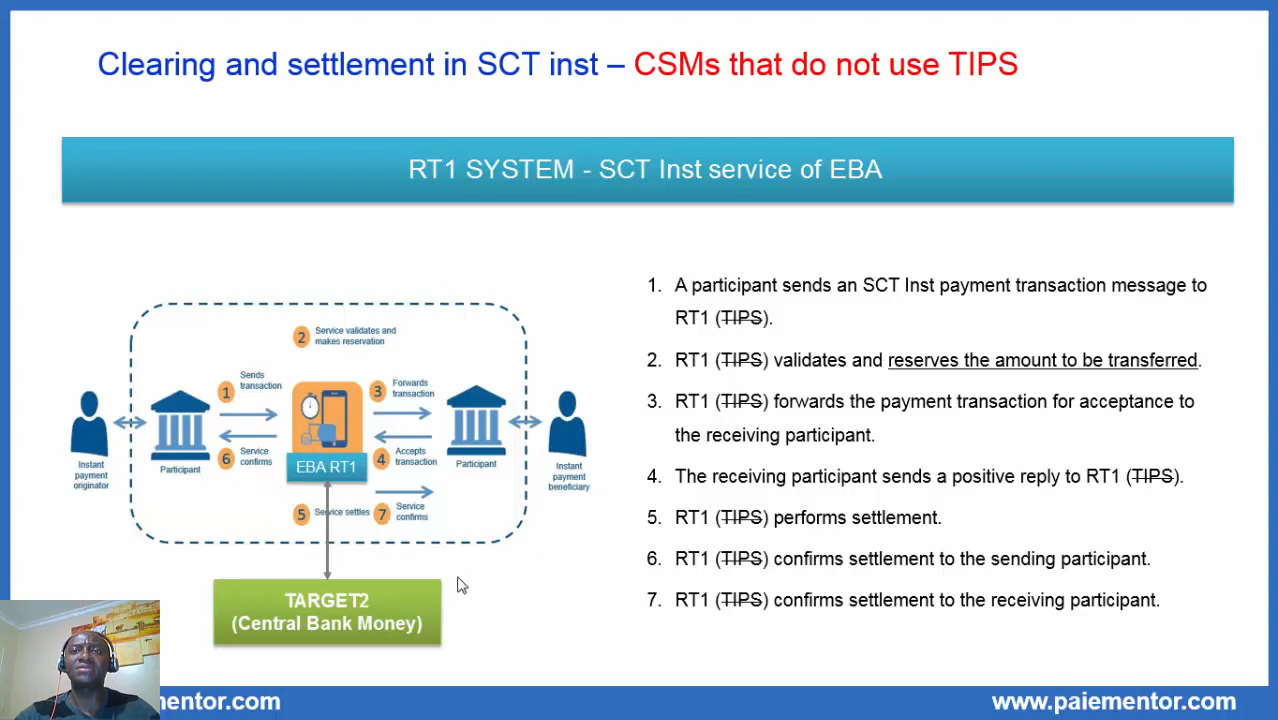 Clearing and settlement in SCT inst – CSMs that do not use TIPS
RT1 SYSTEM - SCT Inst service of EBA
2
Service validates and
makes reservation
1
Sends
transaction
3
Forwards
transaction
6
Service
confirms
4
Accepts
transaction
EBA RT1
Instant
payment
originator
Participant
Participant
Instant
payment
beneficiary
5
Service settles
7
Service
confirms
TARGET2
(Central Bank Money)
1. A participant sends an SCT Inst payment transaction message to
RT1 (TIPS).
2. RT1 (TIPS) validates and reserves the amount to be transferred.
3. RT1 (TIPS) forwards the payment transaction for acceptance to
the receiving participant.
4. The receiving participant sends a positive reply to RT1 (TIPS).
5. RT1 (TIPS) performs settlement.
6. RT1 (TIPS) confirms settlement to the sending participant.
7. RT1 (TIPS) confirms settlement to the receiving participant.
mentor.com
www.paiementor.com